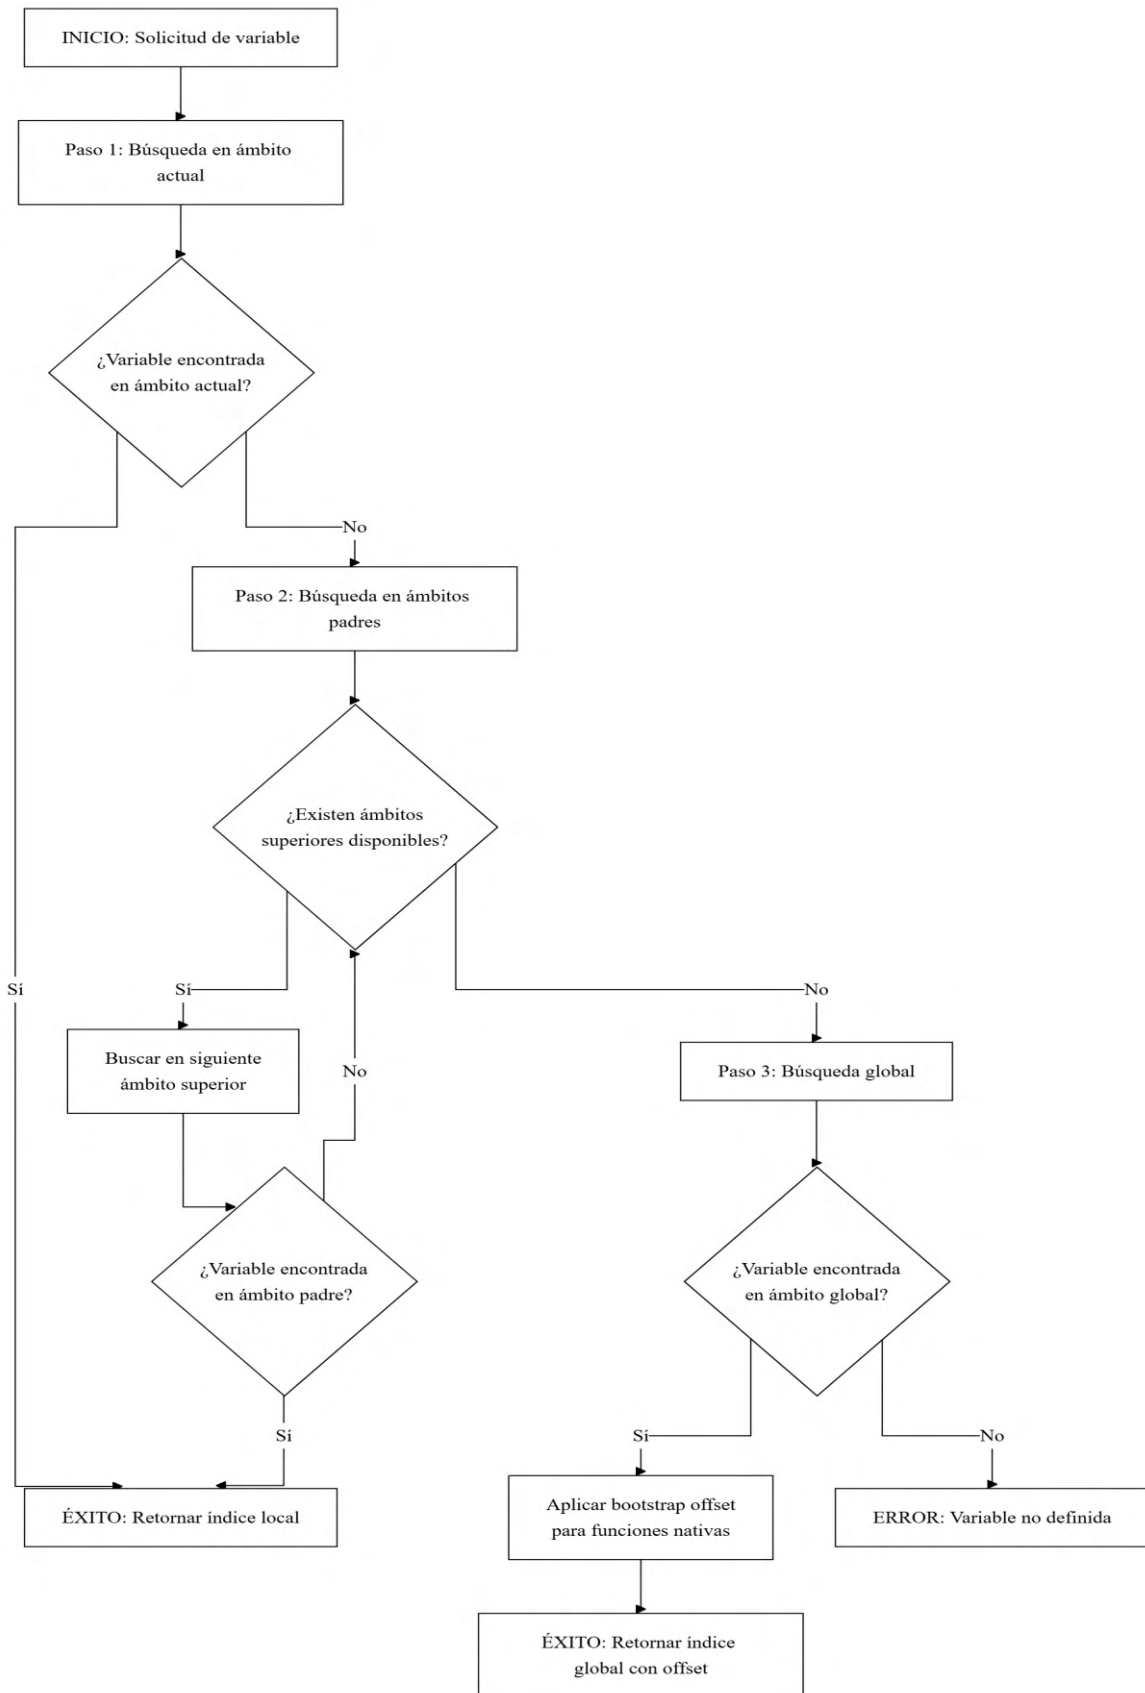 INICIO: Solicitud de variable
Paso 1: Búsqueda en ámbito
actual
¿Variable encontrada
en ámbito actual?
No
Paso 2: Búsqueda en ámbitos
padres
¿Existen ámbitos
superiores disponibles?
Sí
Sí
No
Buscar en siguiente
ámbito superior
No
Paso 3: Búsqueda global
¿Variable encontrada
en ámbito padre?
¿Variable encontrada
en ámbito global?
Sí
Sí
No
ÉXITO: Retornar índice local
Aplicar bootstrap offset
para funciones nativas
ERROR: Variable no definida
ÉXITO: Retornar índice
global con offset